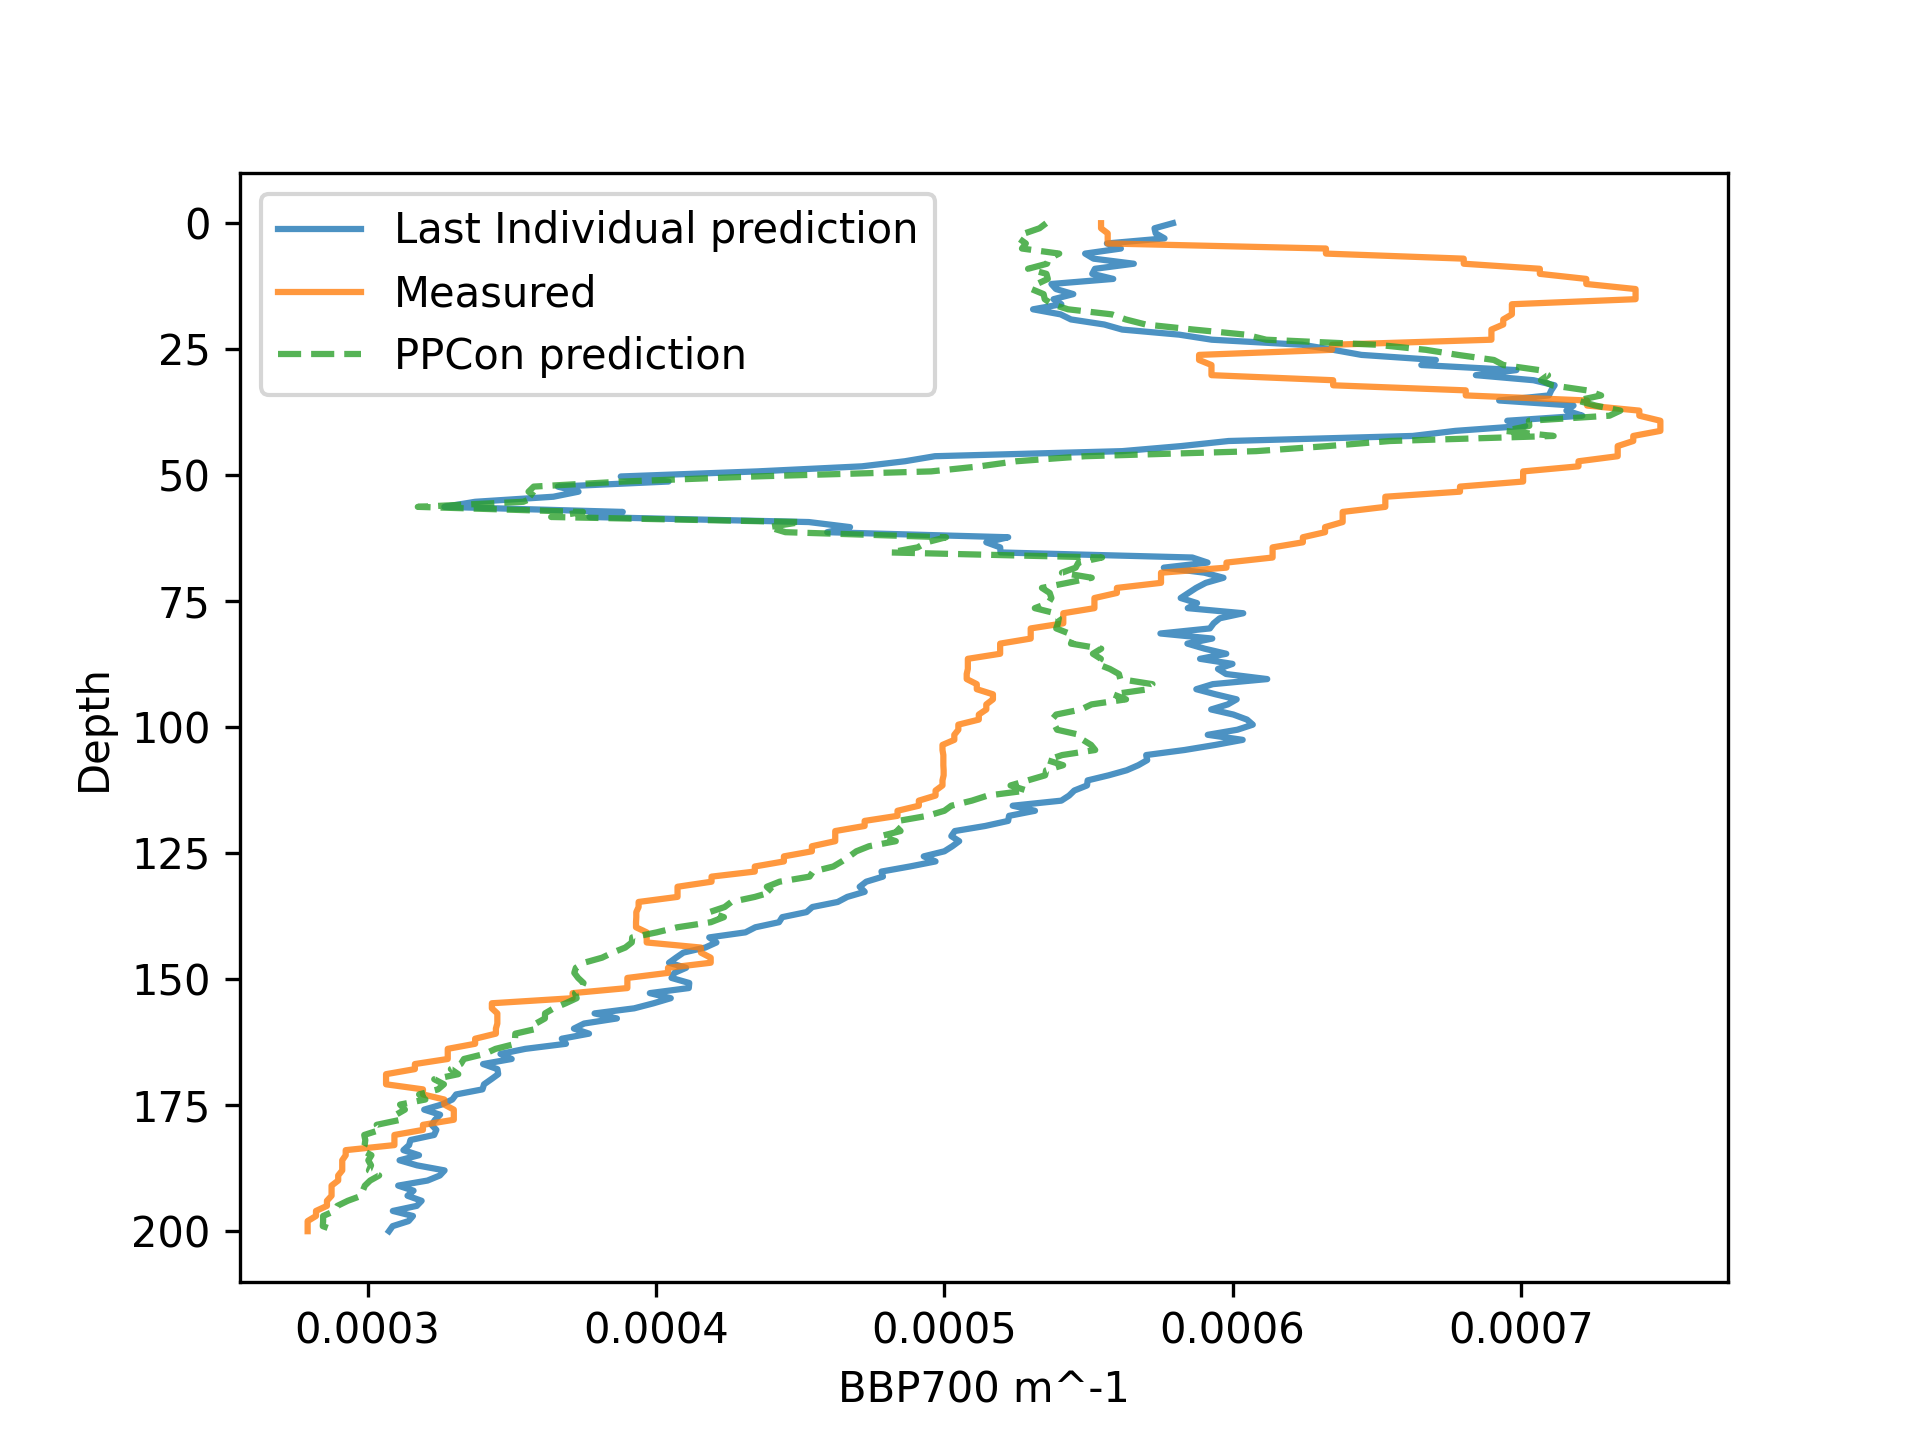 Last Individual prediction
Measured
PPCon prediction
0
25
50
75
100
125
150
175
200
Depth
0.0003 0.0004 0.0005 0.0006 0.0007
BBP700 m^-1